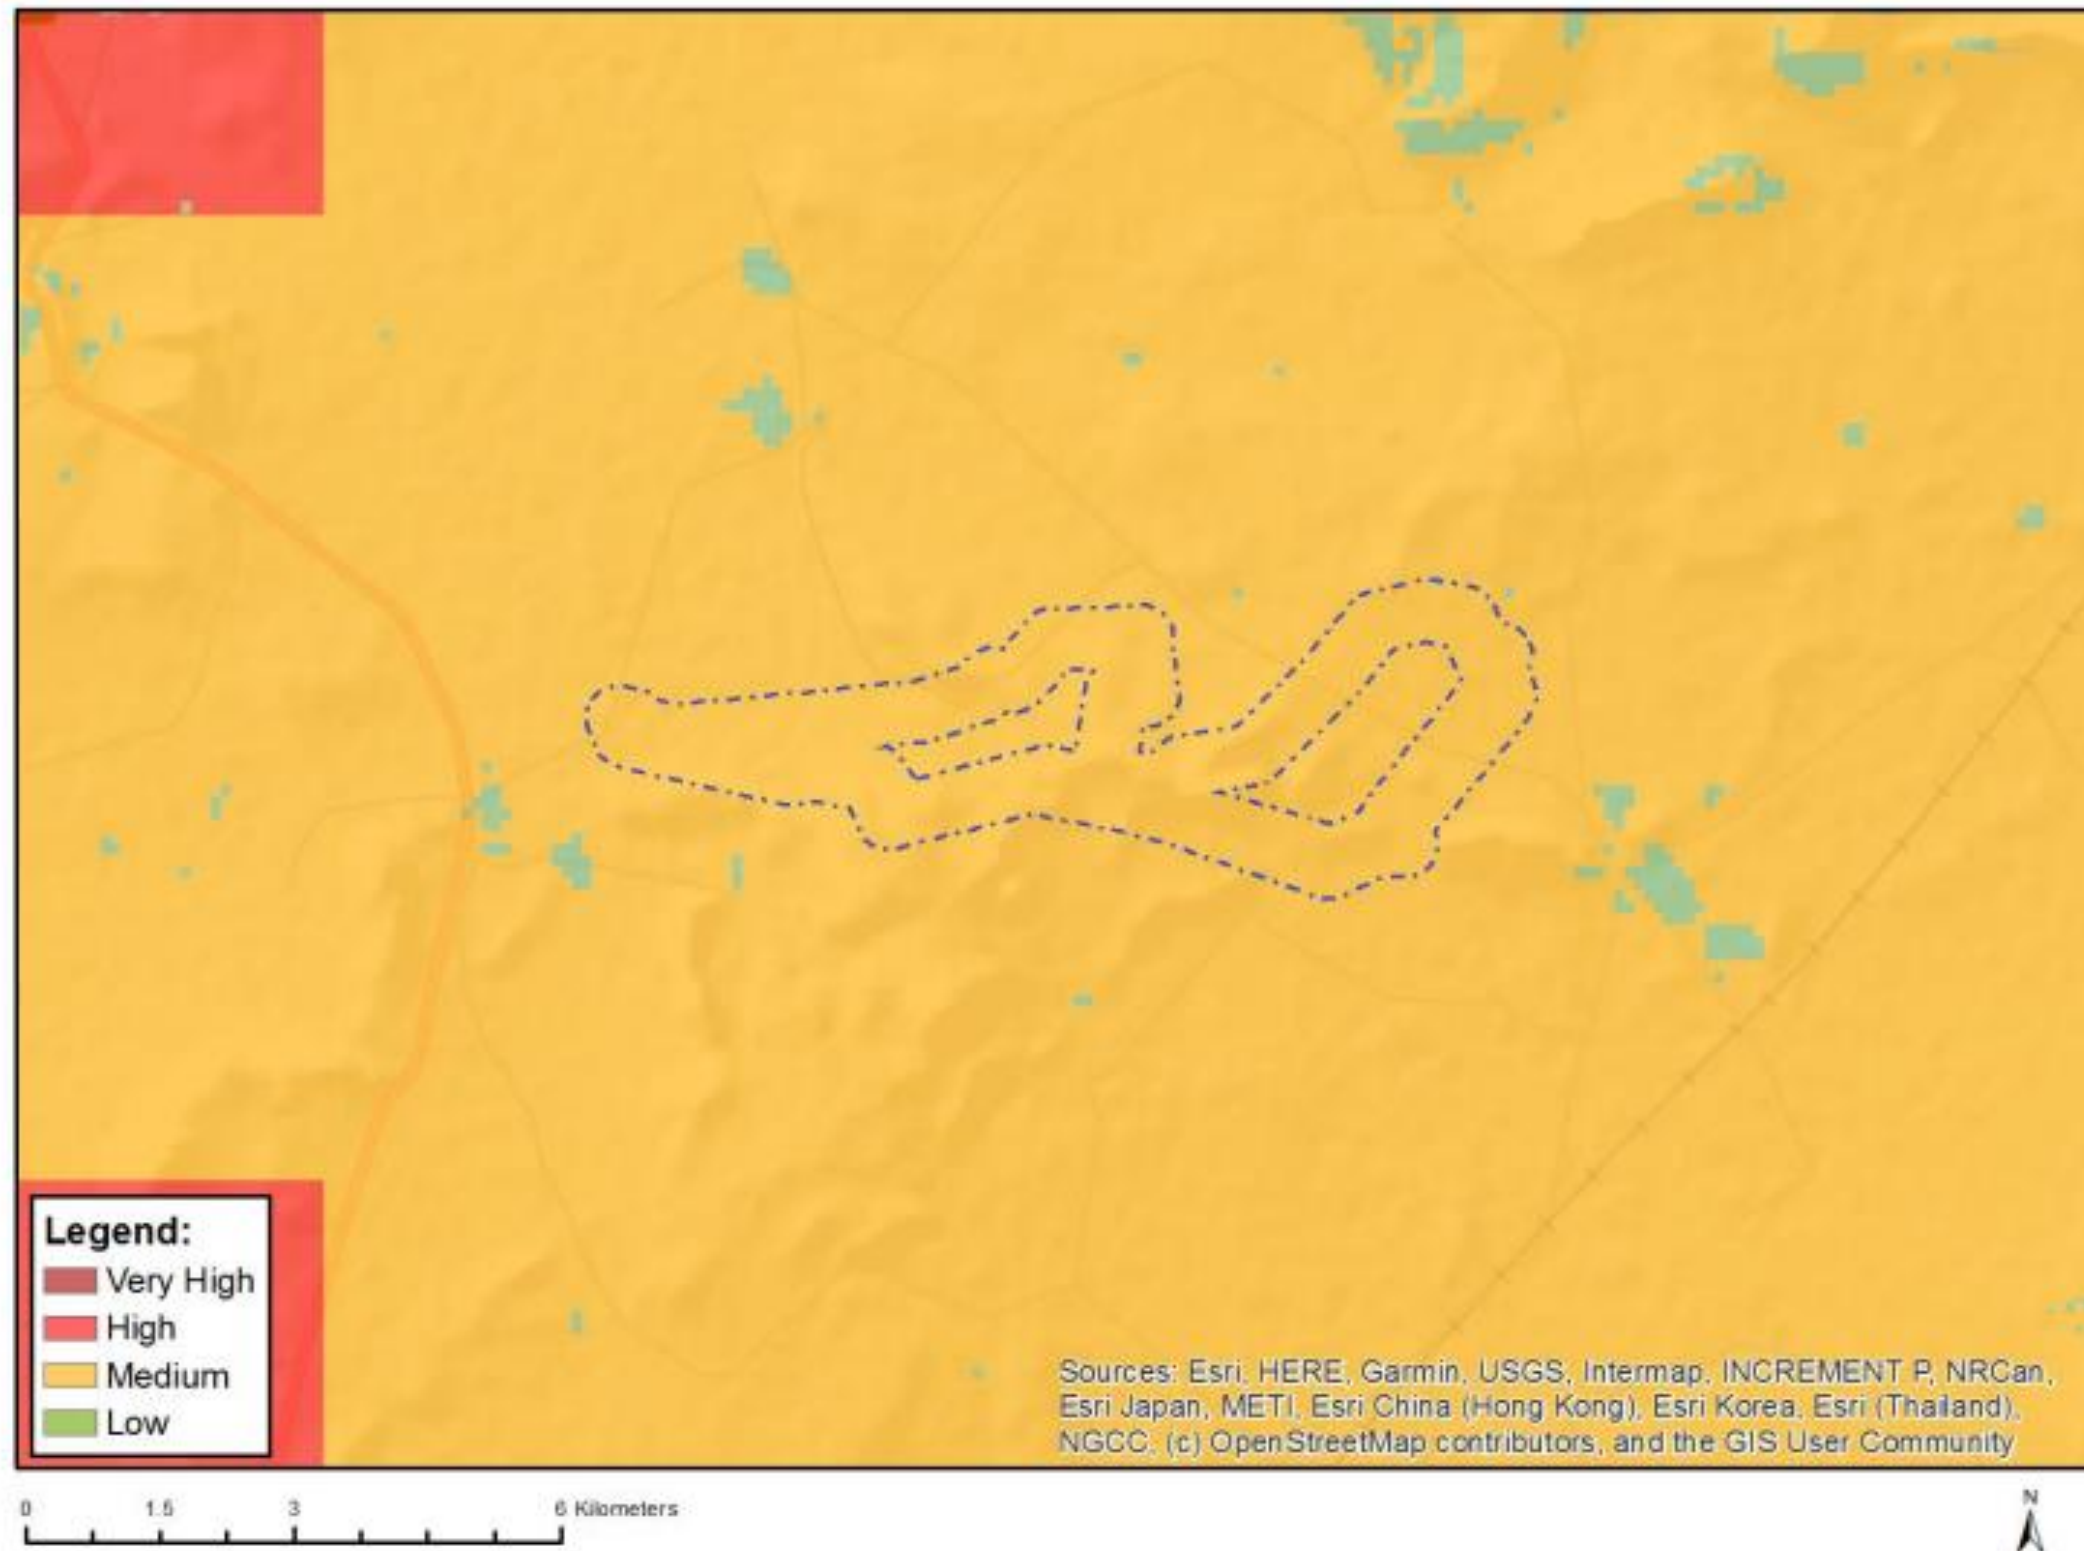 Legend:
Very High
High
Medium
Low
Sources: Esri, HERE, Garmin, USGS, Intermap, INCREMENT P, NRCan,
Esri Japan, METI, Esri China (Hong Kong), Esri Korea, Esri (Thailand),
NGCC, (c) OpenStreetMap contributors, and the GIS User Community
0 1.5 3 6 Kilometers
N